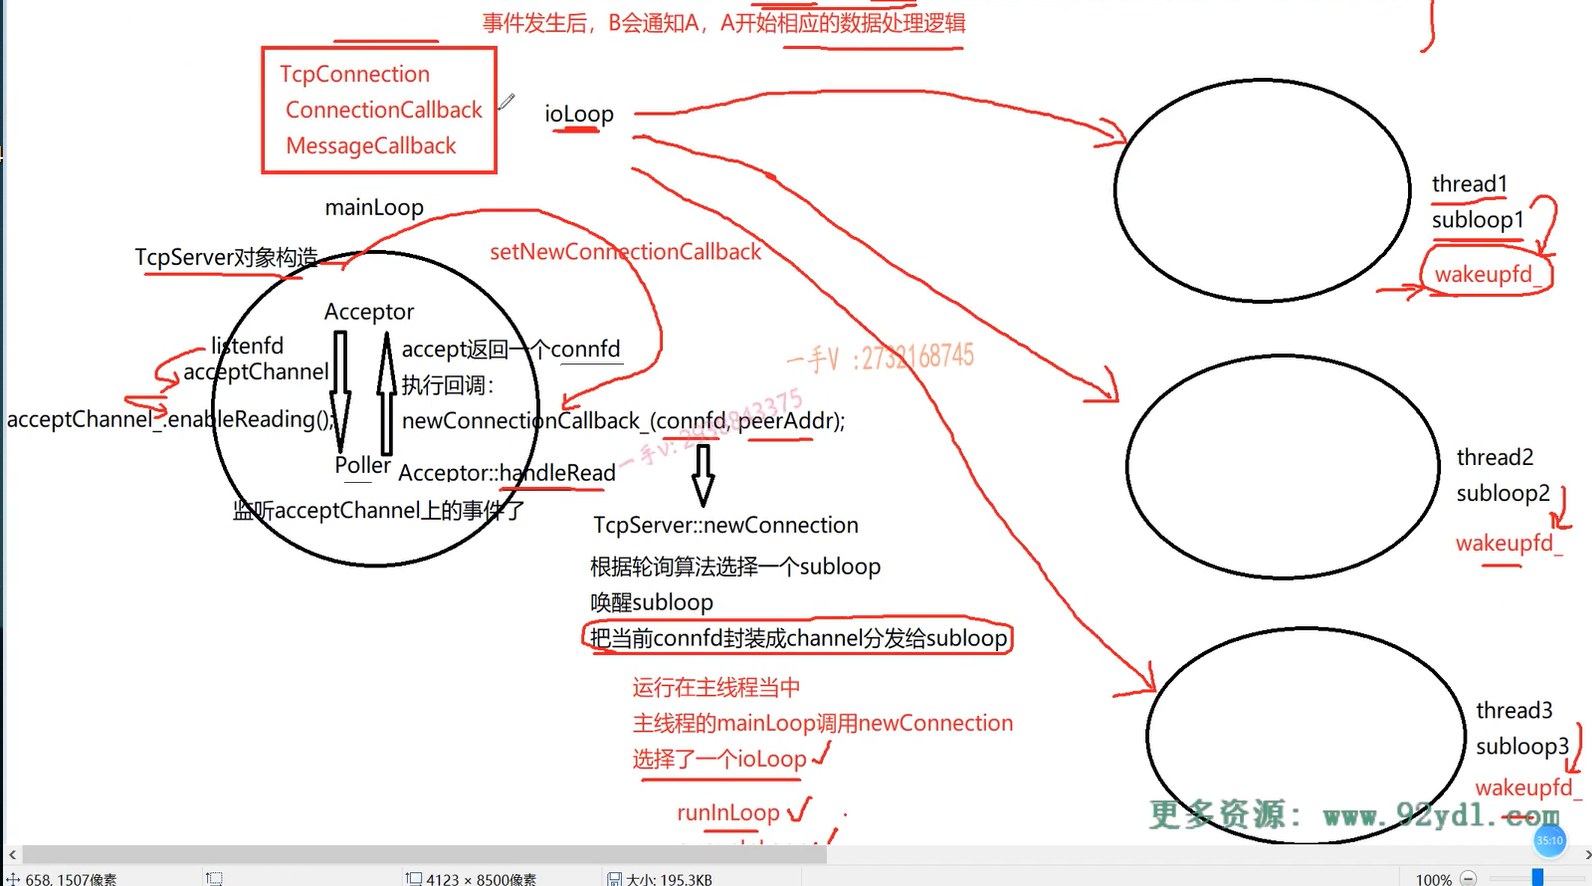 事件发生后，B会通知A，A开始相应的数据处理逻辑
TcpConnection
ConnectionCallback
MessageCallback
ioLoop
thread1
subloop1
wakeupfd_
mainLoop
TcpServer对象构造
setNewConnectionCallback
Acceptor
listenfd
acceptChannel
acceptChannel_.enableReading();
accept返回一个connfd
执行回调：
newConnectionCallback_(connfd, peerAddr);
Poller
Acceptor::handleRead
监听acceptChannel上的事件了
一手V :2732168745
一手V: 2938843375
TcpServer::newConnection
根据轮询算法选择一个subloop
唤醒subloop
把当前connfd封装成channel分发给subloop
thread2
subloop2
wakeupfd_
运行在主线程当中
主线程的mainLoop调用newConnection
选择了一个ioLoop
runInLoop
thread3
subloop3
wakeupfd_
更多资源: www.92ydl.com
35:10
658, 1507像素
4123 × 8500像素
大小: 195.3KB
100%